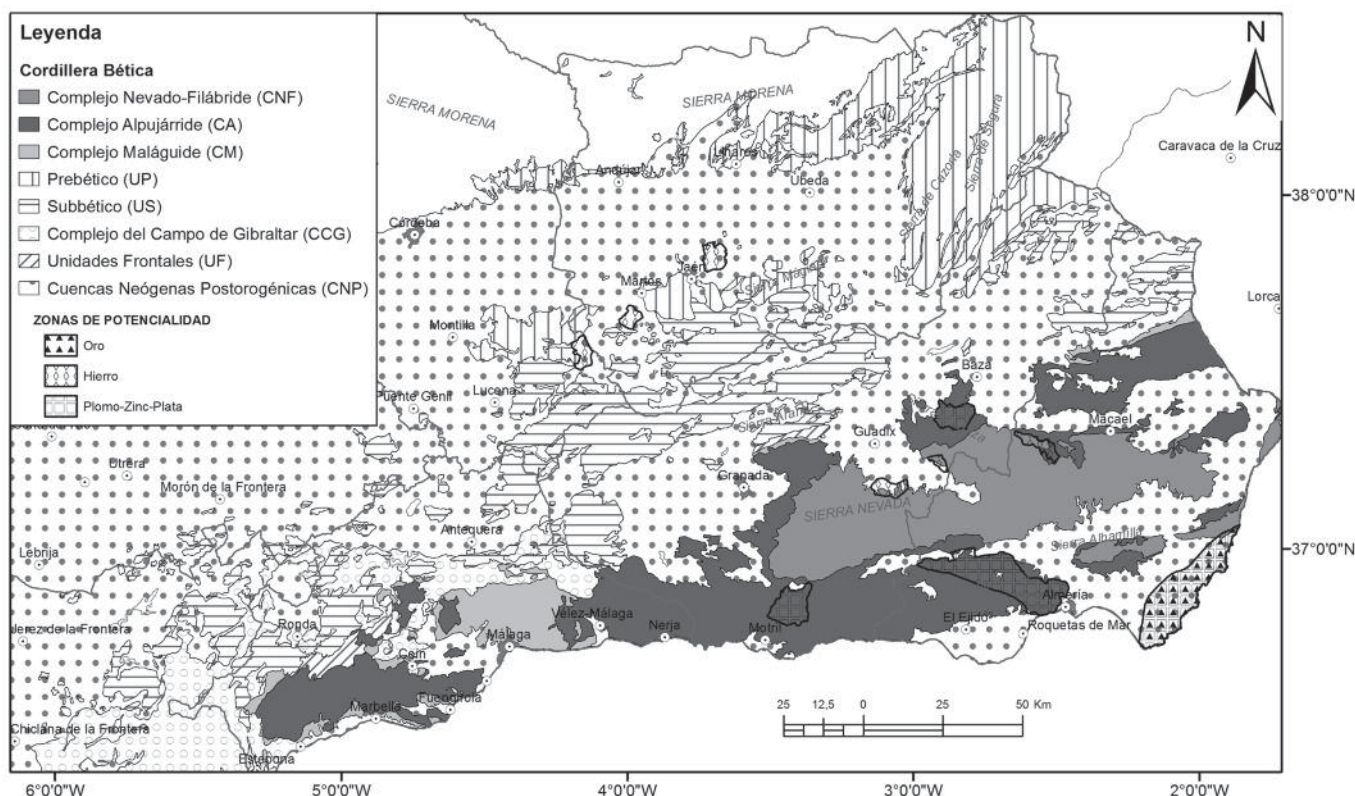 Leyenda
Cordillera Bética
Complejo Nevado-Filábride (CNF)
Complejo Alpujárride (CA)
Complejo Maláguide (CM)
Prebético (UP)
Subbético (US)
Complejo del Campo de Gibraltar (CCG)
Unidades Frontales (UF)
Cuencas Neógenas Postorogénicas (CNP)
ZONAS DE POTENCIALIDAD
Oro
Hierro
Plomo-Zinc-Plata
N
SIERRA MORENA
SIERRA MORENA
Linares
Andújar
Úbeda
Sierra de Cazorla
Sierra de Segura
Caravaca de la Cruz
38°0'0"N
Córdoba
Jaén
Martos
Sierra Mágina
Lorca
Montilla
Baza
Lucena
Puente Genil
Macael
Guadix
Utrera
Morón de la Frontera
Granada
SIERRA NEVADA
Antequera
Sierra Alhamilla
Lebrija
37°0'0"N
Almería
Vélez-Málaga
El Ejido
Roquetas de Mar
Jerez de la Frontera
Ronda
Málaga
Nerja
Motril
Coín
Fuengirola
Marbella
Chiclana de la Frontera
Estepona
25 12,5 0 25 50 Km
6°0'0"W 5°0'0"W 4°0'0"W 3°0'0"W 2°0'0"W